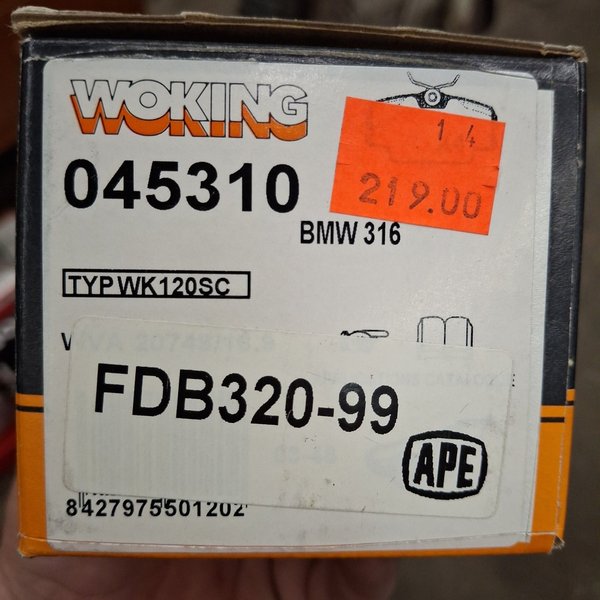 WOKING
1.4
219.00
045310
BMW 316
TYP WK120SC
FDB320-99
APE
8427975501202